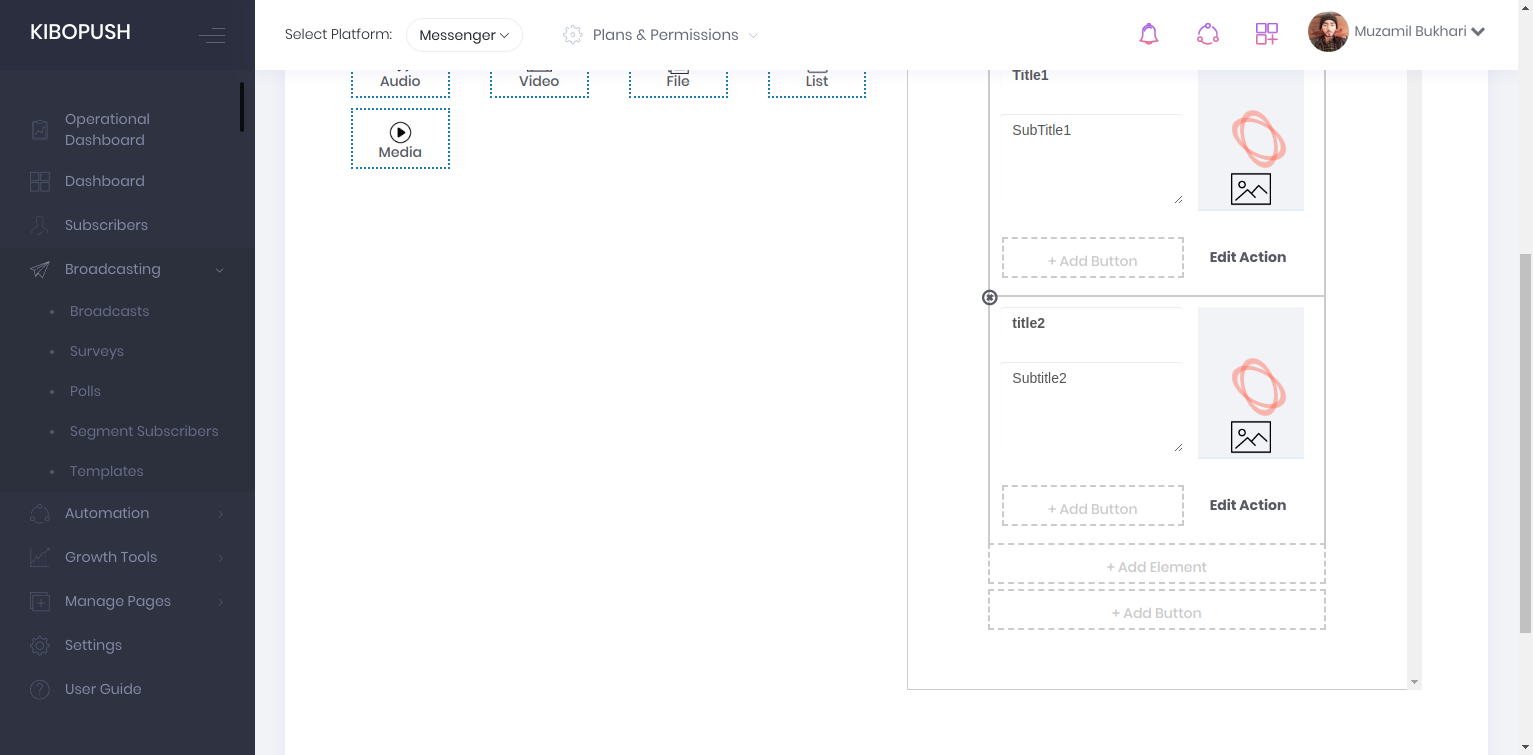 KIBOPUSH
Select Platform: Messenger Plans & Permissions Muzamil Bukhari
Operational
Dashboard
Dashboard
Subscribers
Broadcasting
Broadcasts
Surveys
Polls
Segment Subscribers
Templates
Automation
Growth Tools
Manage Pages
Settings
User Guide
Audio Video File List
Media
Title1
SubTitle1
+ Add Button Edit Action
title2
Subtitle2
+ Add Button Edit Action
+ Add Element
+ Add Button